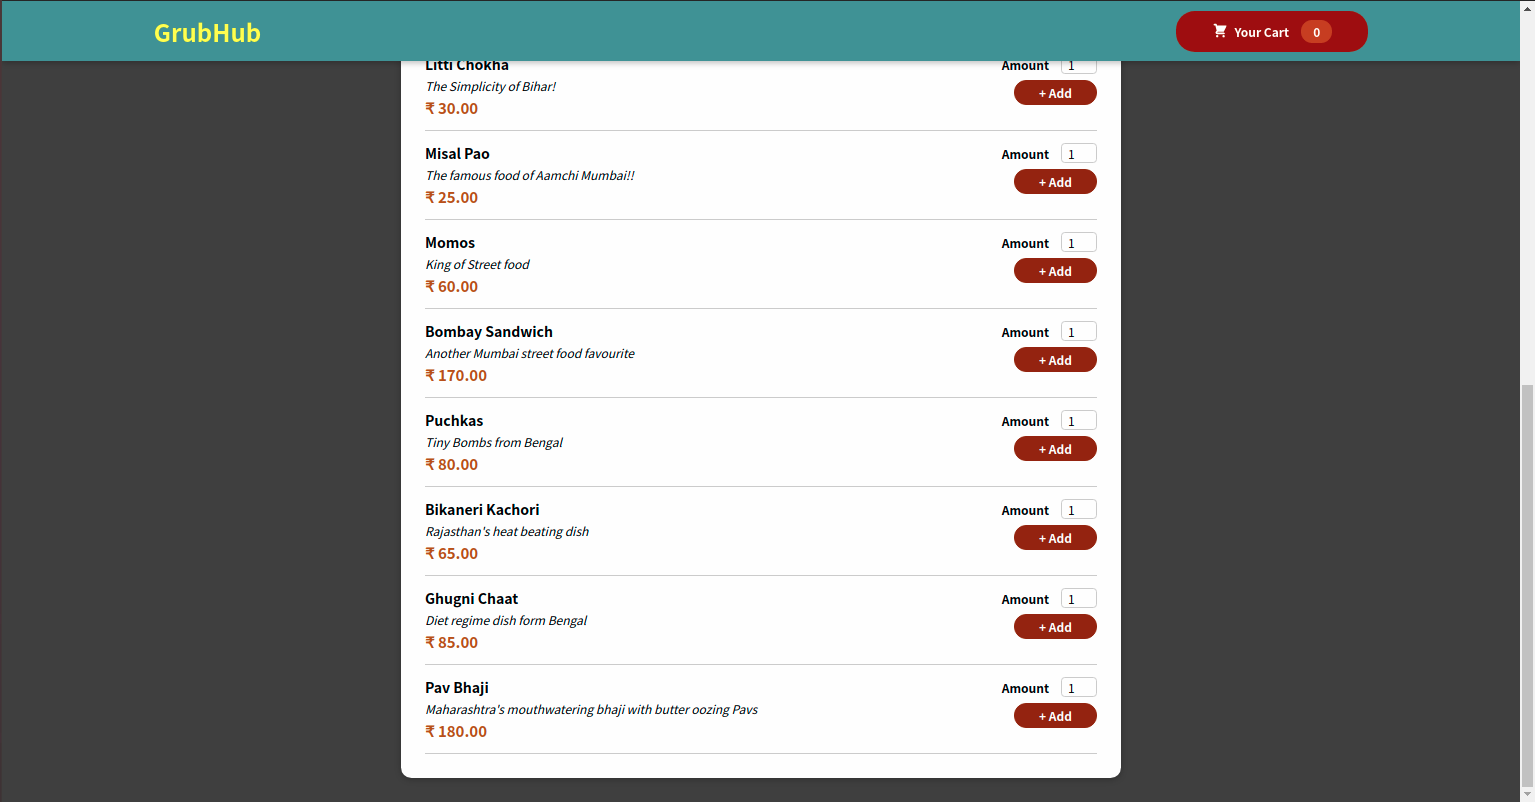 GrubHub
Your Cart 0
Litti Chokha
Amount 1
The Simplicity of Bihar!
+ Add
₹ 30.00
Misal Pao
Amount 1
The famous food of Aamchi Mumbai!!
+ Add
₹ 25.00
Momos
Amount 1
King of Street food
+ Add
₹ 60.00
Bombay Sandwich
Amount 1
Another Mumbai street food favourite
+ Add
₹ 170.00
Puchkas
Amount 1
Tiny Bombs from Bengal
+ Add
₹ 80.00
Bikaneri Kachori
Amount 1
Rajasthan's heat beating dish
+ Add
₹ 65.00
Ghugni Chaat
Amount 1
Diet regime dish form Bengal
+ Add
₹ 85.00
Pav Bhaji
Amount 1
Maharashtra's mouthwatering bhaji with butter oozing Pavs
+ Add
₹ 180.00